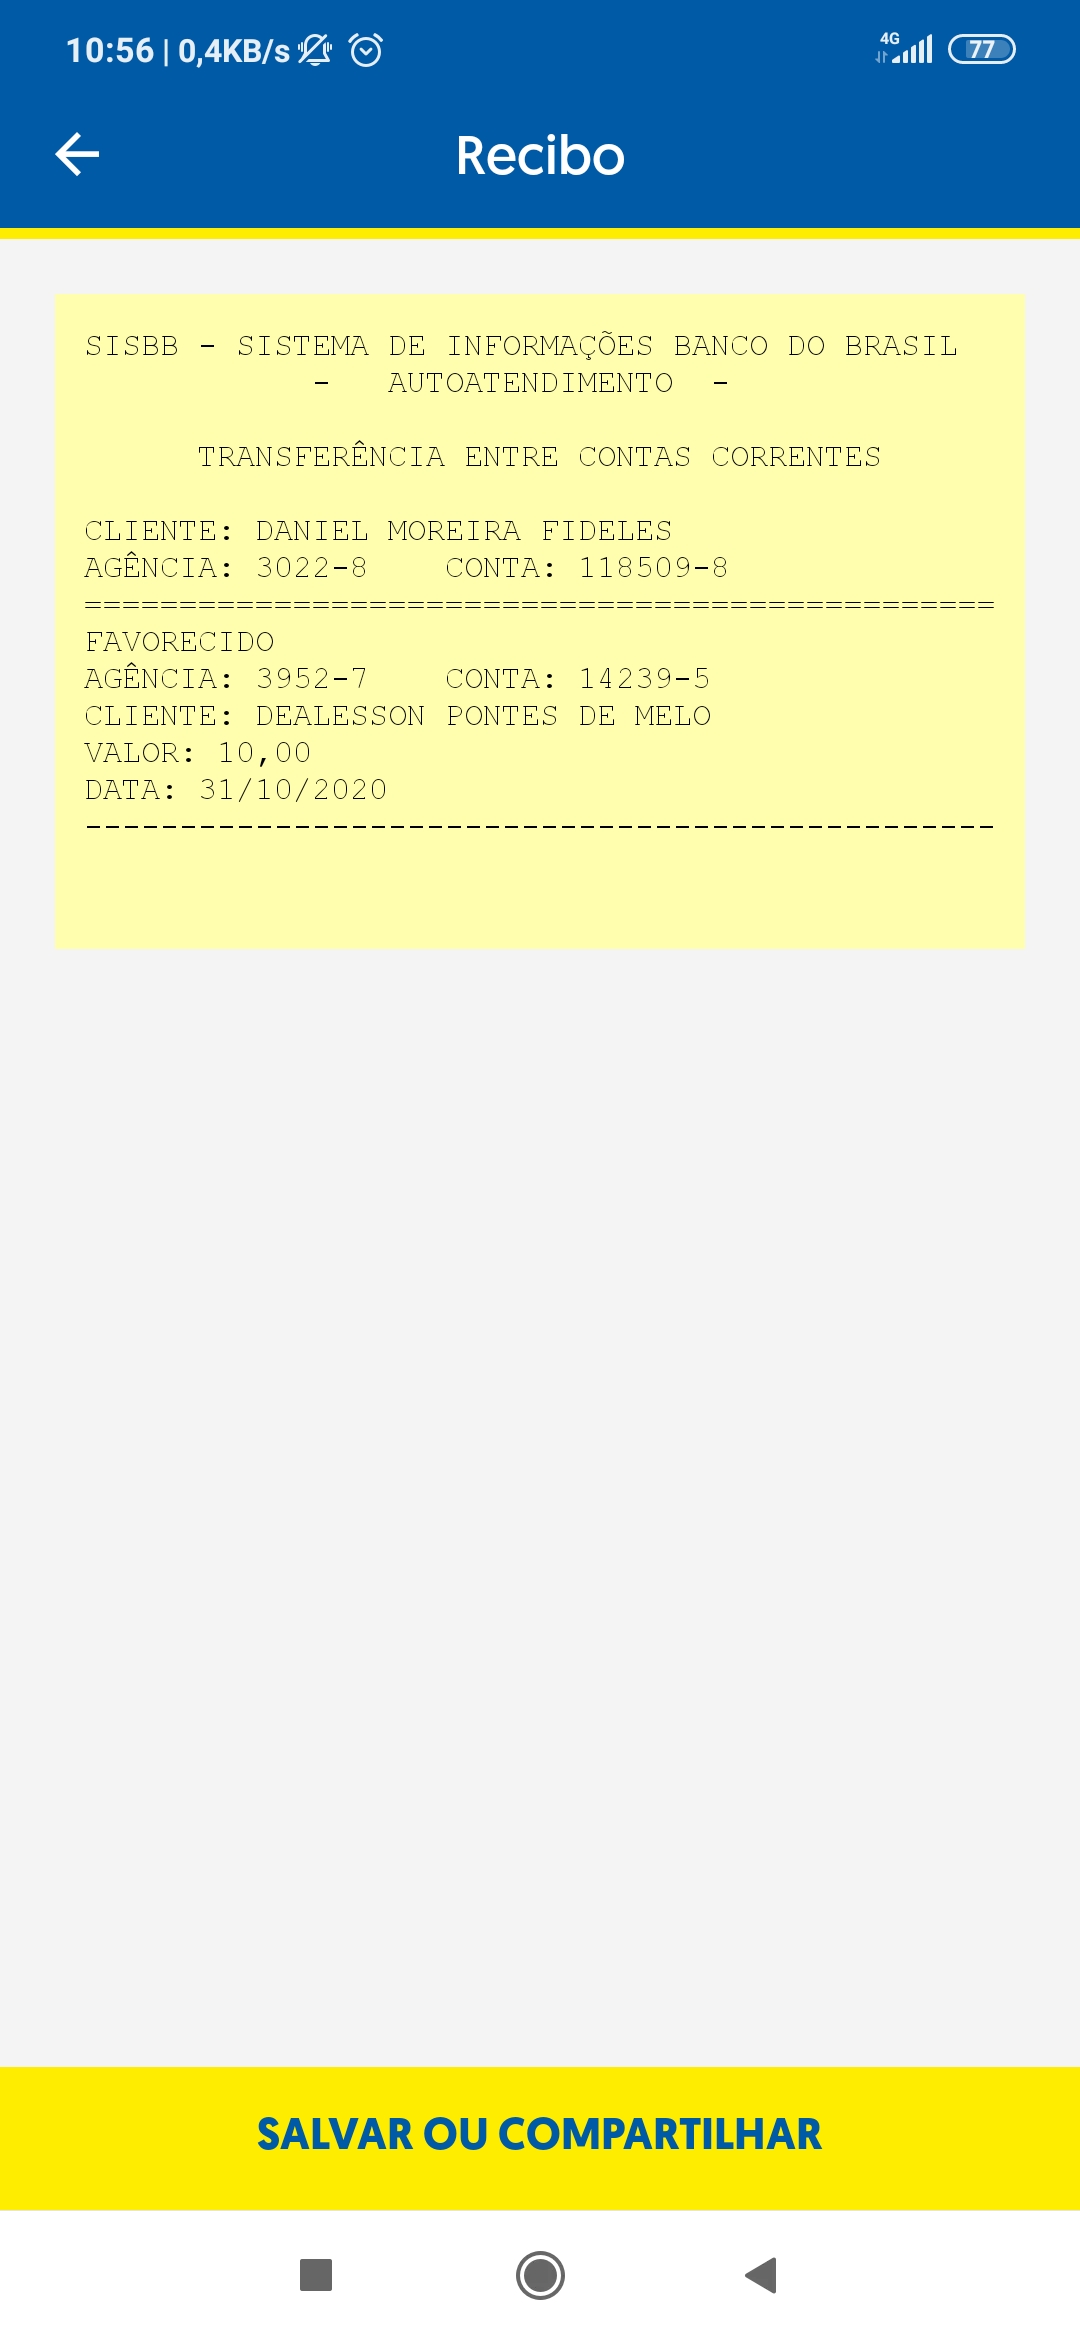 10:56 | 0,4KB/s 4G 77
Recibo
SISBB - SISTEMA DE INFORMAÇÕES BANCO DO BRASIL
- AUTOATENDIMENTO -
TRANSFERÊNCIA ENTRE CONTAS CORRENTES
CLIENTE: DANIEL MOREIRA FIDELES
AGÊNCIA: 3022-8 CONTA: 118509-8
================================================
FAVORECIDO
AGÊNCIA: 3952-7 CONTA: 14239-5
CLIENTE: DEALESSON PONTES DE MELO
VALOR: 10,00
DATA: 31/10/2020
------------------------------------------------
SALVAR OU COMPARTILHAR